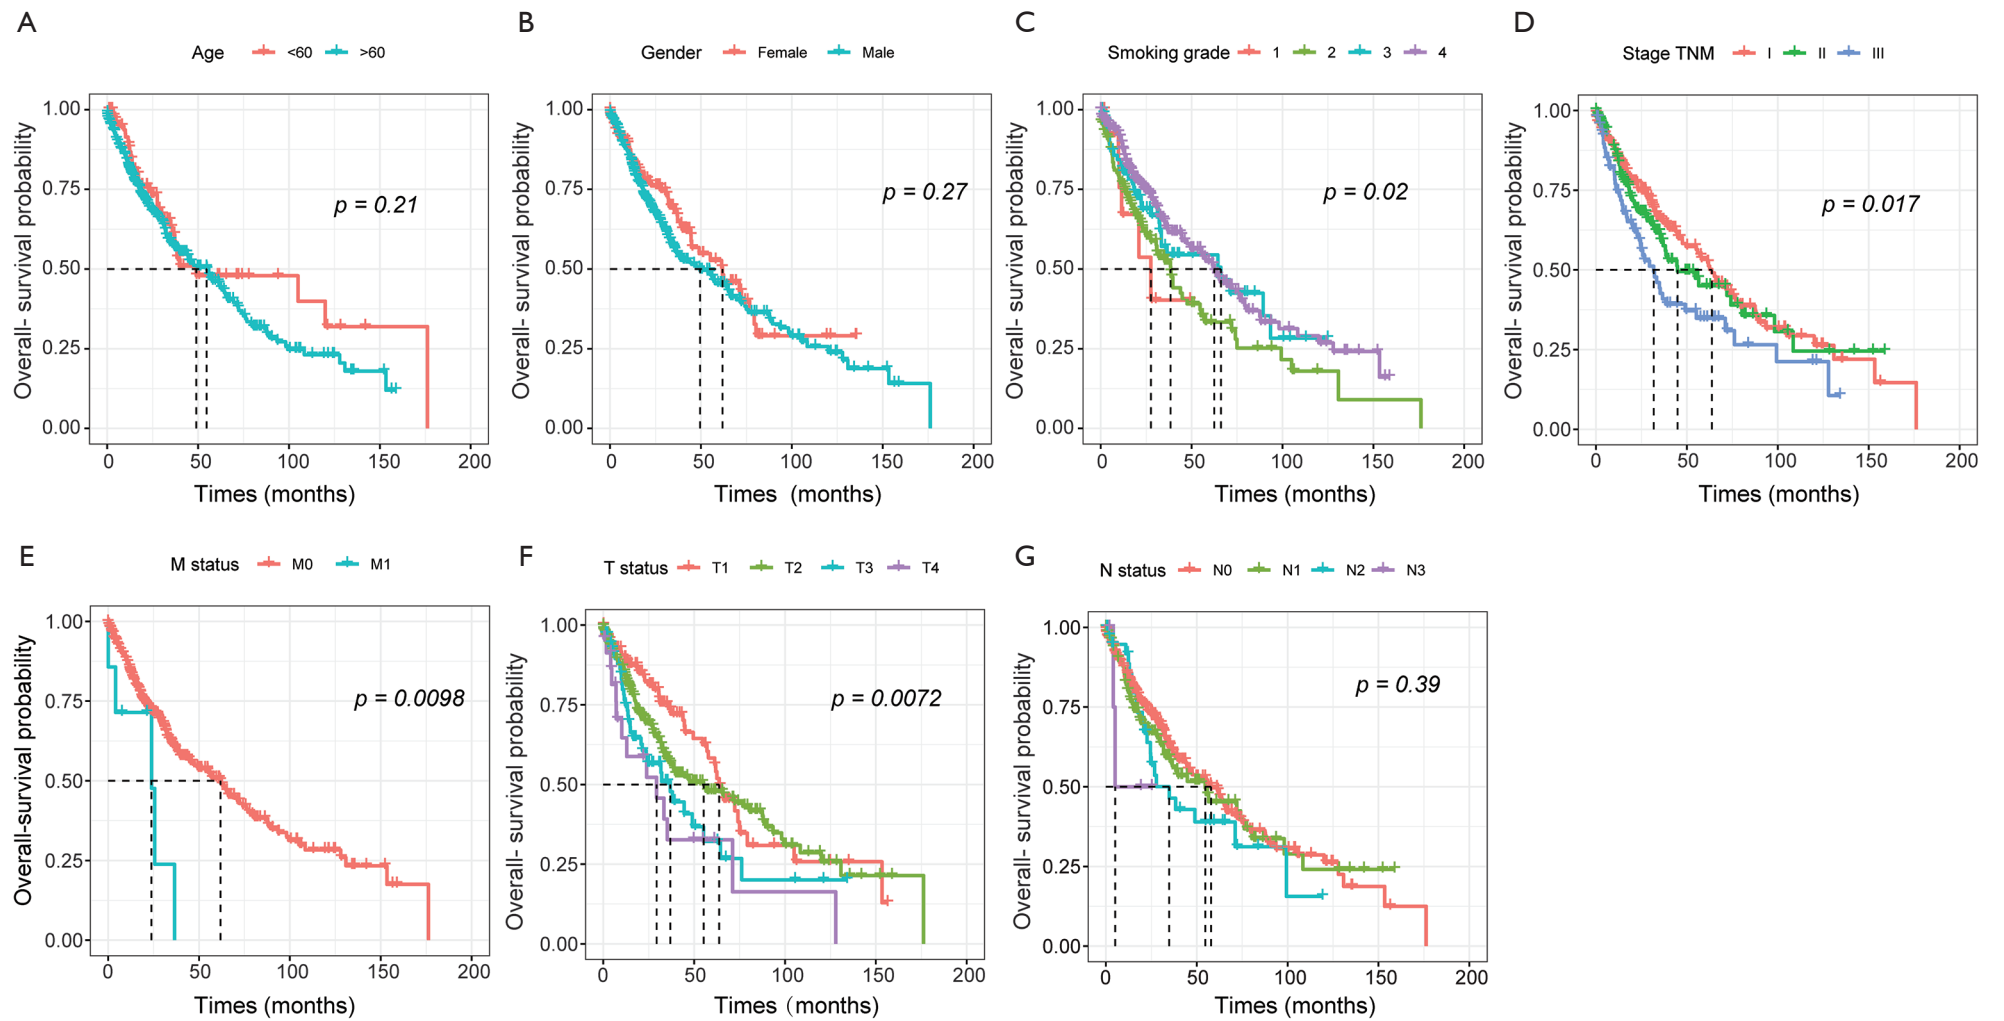 A
Age <60 >60
Overall- survival probability
1.00
0.75
0.50
0.25
0.00
p = 0.21
0 50 100 150 200
Times (months)
B
Gender Female Male
Overall- survival probability
1.00
0.75
0.50
0.25
0.00
p = 0.27
0 50 100 150 200
Times (months)
C
Smoking grade 1 2 3 4
Overall- survival probability
1.00
0.75
0.50
0.25
0.00
p = 0.02
0 50 100 150 200
Times (months)
D
Stage TNM I II III
Overall- survival probability
1.00
0.75
0.50
0.25
0.00
p = 0.017
0 50 100 150 200
Times (months)
E
M status M0 M1
Overall-survival probability
1.00
0.75
0.50
0.25
0.00
p = 0.0098
0 50 100 150 200
Times (months)
F
T status T1 T2 T3 T4
Overall- survival probability
1.00
0.75
0.50
0.25
0.00
p = 0.0072
0 50 100 150 200
Times (months)
G
N status N0 N1 N2 N3
Overall- survival probability
1.00
0.75
0.50
0.25
0.00
p = 0.39
0 50 100 150 200
Times (months)